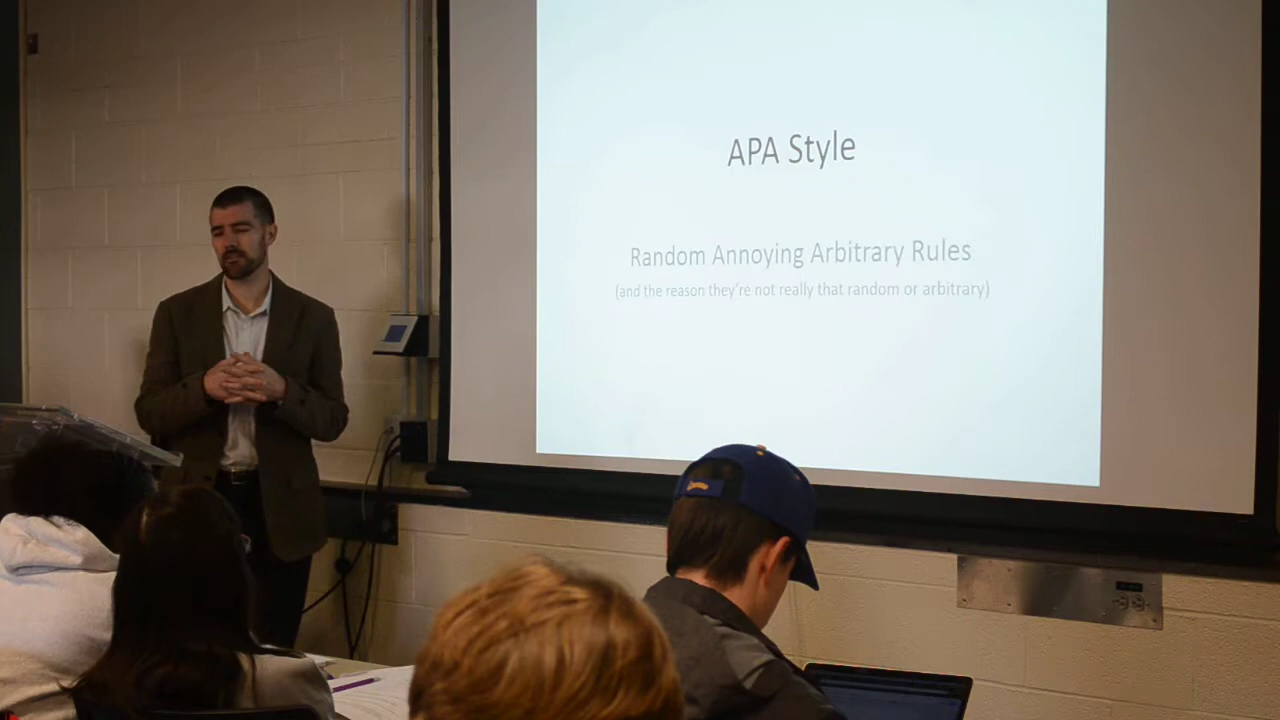 APA Style
Random Annoying Arbitrary Rules
(and the reason they're not really that random or arbitrary)